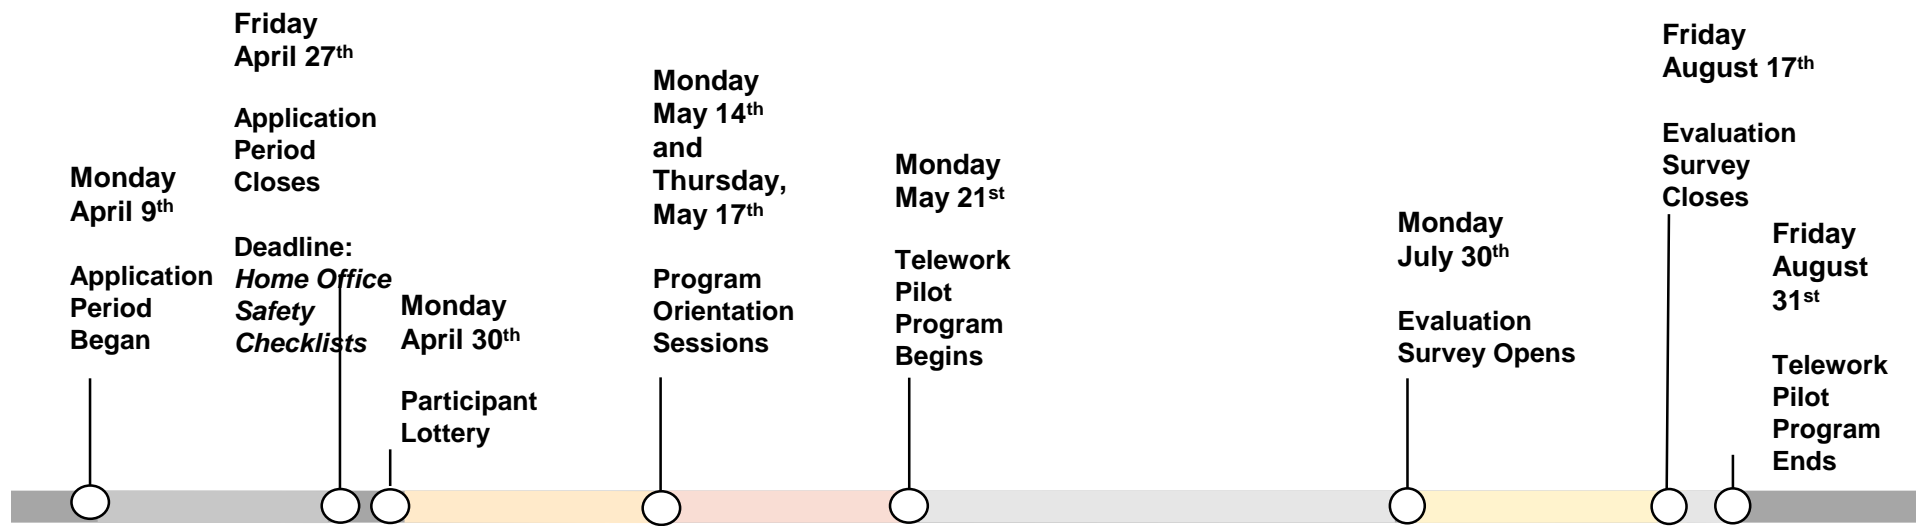 Monday
April 9th
Application
Period
Began
Friday
April 27th
Application
Period
Closes
Deadline:
Home Office
Safety
Checklists
Monday
April 30th
Participant
Lottery
Monday
May 14th
and
Thursday,
May 17th
Program
Orientation
Sessions
Monday
May 21st
Telework
Pilot
Program
Begins
Monday
July 30th
Evaluation
Survey Opens
Friday
August 17th
Evaluation
Survey
Closes
Friday
August
31st
Telework
Pilot
Program
Ends